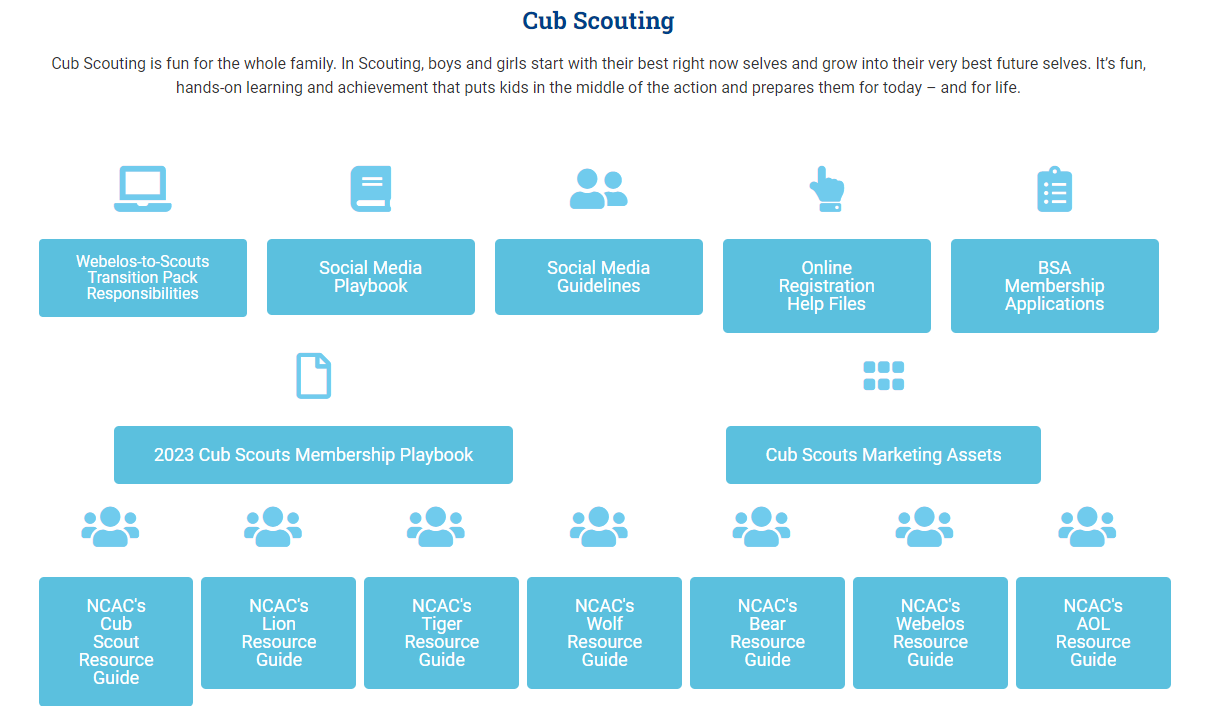 Cub Scouting
Cub Scouting is fun for the whole family. In Scouting, boys and girls start with their best right now selves and grow into their very best future selves. It’s fun,
hands-on learning and achievement that puts kids in the middle of the action and prepares them for today – and for life.
Webelos-to-Scouts
Transition Pack
Responsibilities
Social Media
Playbook
Social Media
Guidelines
Online
Registration
Help Files
BSA
Membership
Applications
2023 Cub Scouts Membership Playbook
Cub Scouts Marketing Assets
NCAC's
Cub
Scout
Resource
Guide
NCAC's
Lion
Resource
Guide
NCAC's
Tiger
Resource
Guide
NCAC's
Wolf
Resource
Guide
NCAC's
Bear
Resource
Guide
NCAC's
Webelos
Resource
Guide
NCAC's
AOL
Resource
Guide